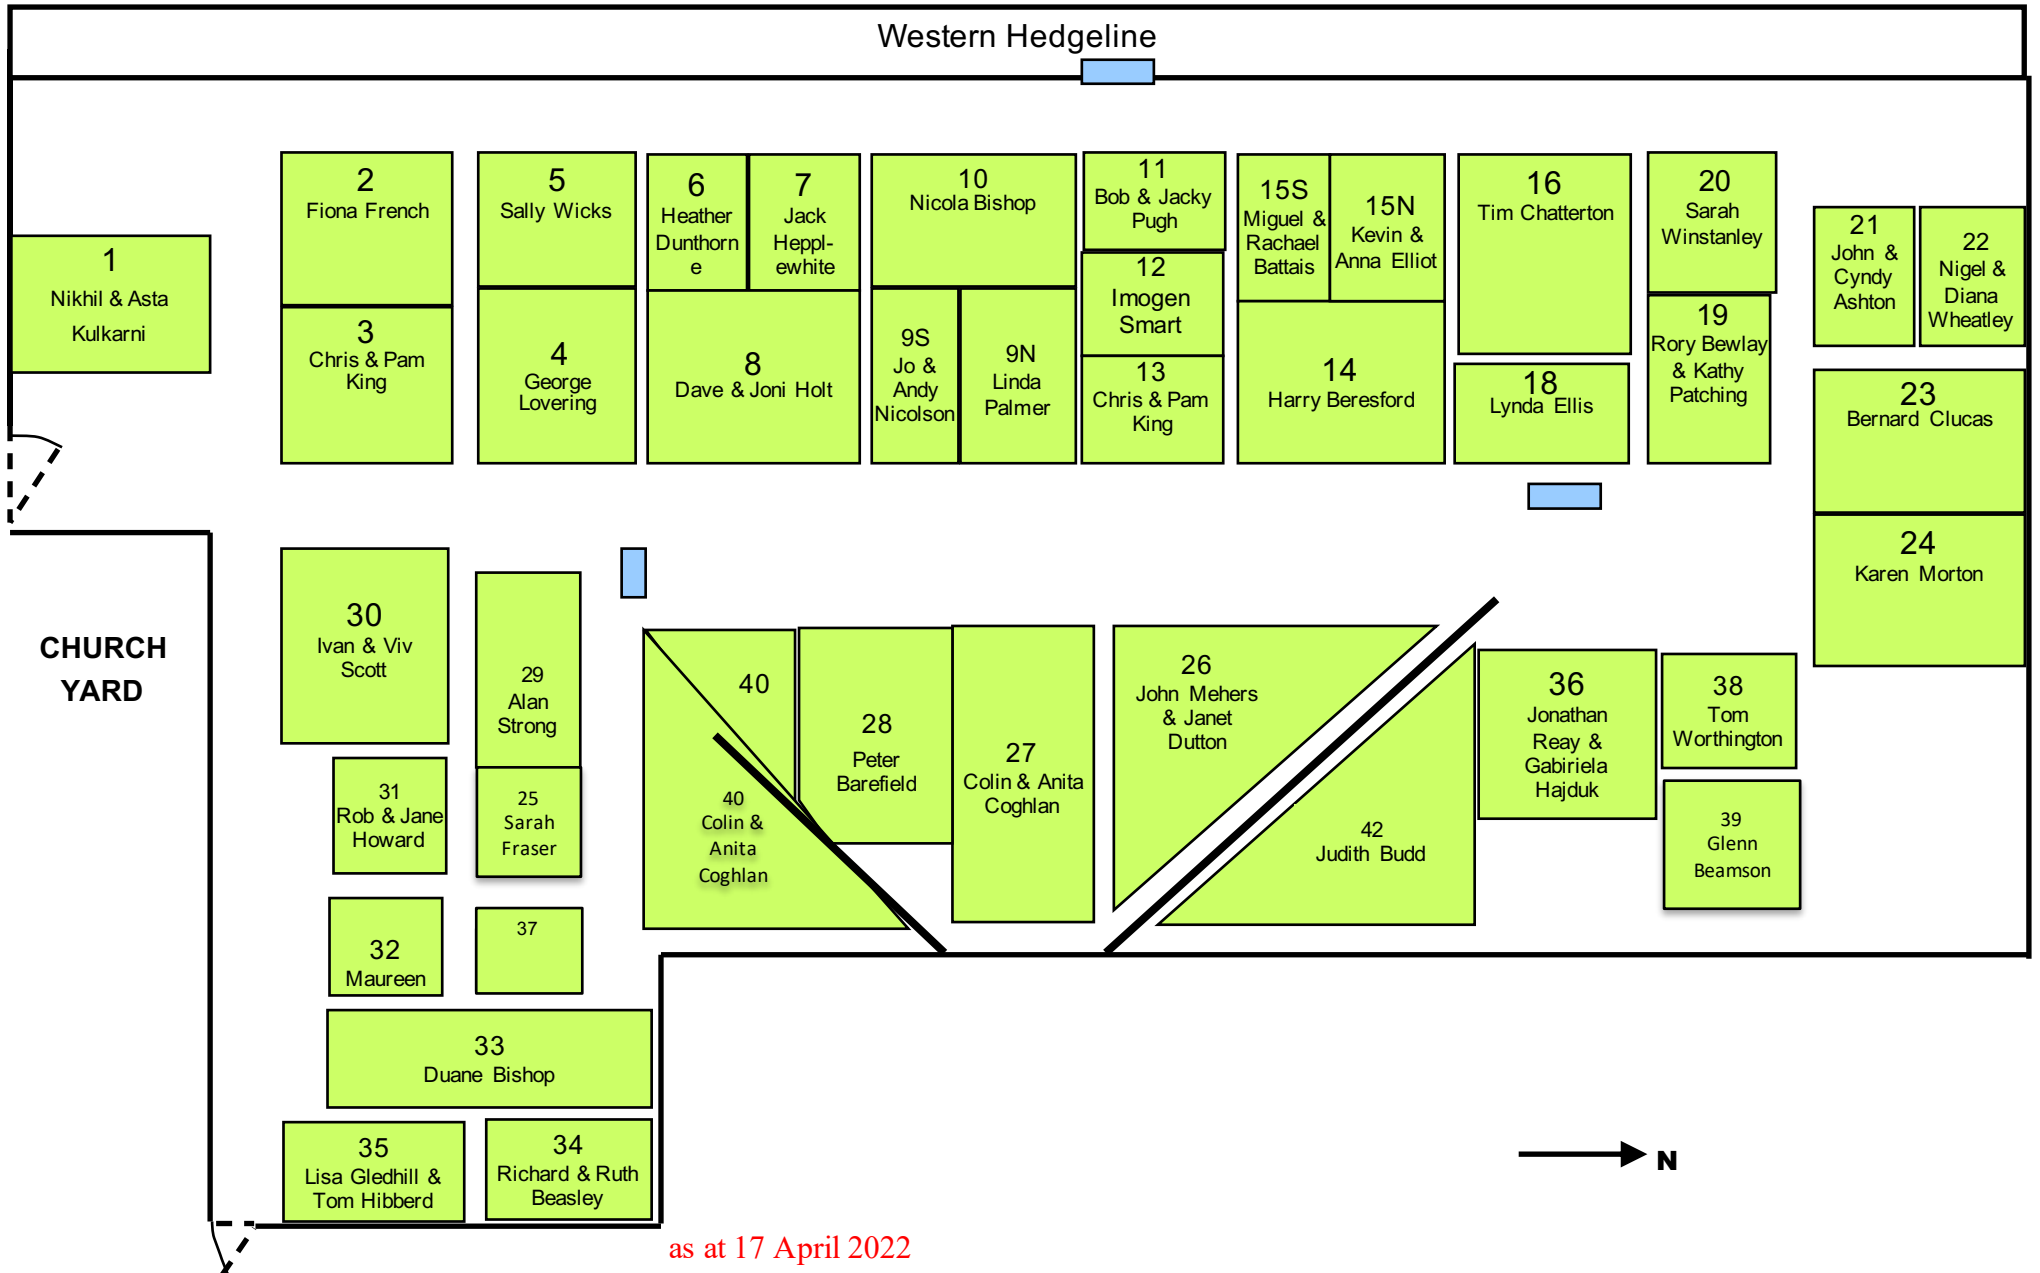 Western Hedgeline
1
Nikhil & Asta
Kulkarni
2
Fiona French
3
Chris & Pam
King
5
Sally Wicks
4
George
Lovering
6
Heather
Dunthorn
e
7
Jack
Heppl-
ewhite
8
Dave & Joni Holt
10
Nicola Bishop
9S
Jo &
Andy
Nicolson
9N
Linda
Palmer
11
Bob & Jacky
Pugh
12
Imogen
Smart
13
Chris & Pam
King
15S
Miguel &
Rachael
Battais
15N
Kevin &
Anna Elliot
14
Harry Beresford
16
Tim Chatterton
18
Lynda Ellis
20
Sarah
Winstanley
19
Rory Bewlay
& Kathy
Patching
21
John &
Cyndy
Ashton
22
Nigel &
Diana
Wheatley
23
Bernard Clucas
24
Karen Morton
CHURCH
YARD
30
Ivan & Viv
Scott
29
Alan
Strong
31
Rob & Jane
Howard
25
Sarah
Fraser
32
Maureen
37
33
Duane Bishop
35
Lisa Gledhill &
Tom Hibberd
34
Richard & Ruth
Beasley
40
40
Colin &
Anita
Coghlan
28
Peter
Barefield
27
Colin & Anita
Coghlan
26
John Mehers
& Janet
Dutton
42
Judith Budd
36
Jonathan
Reay &
Gabiriela
Hajduk
38
Tom
Worthington
39
Glenn
Beamson
N
as at 17 April 2022